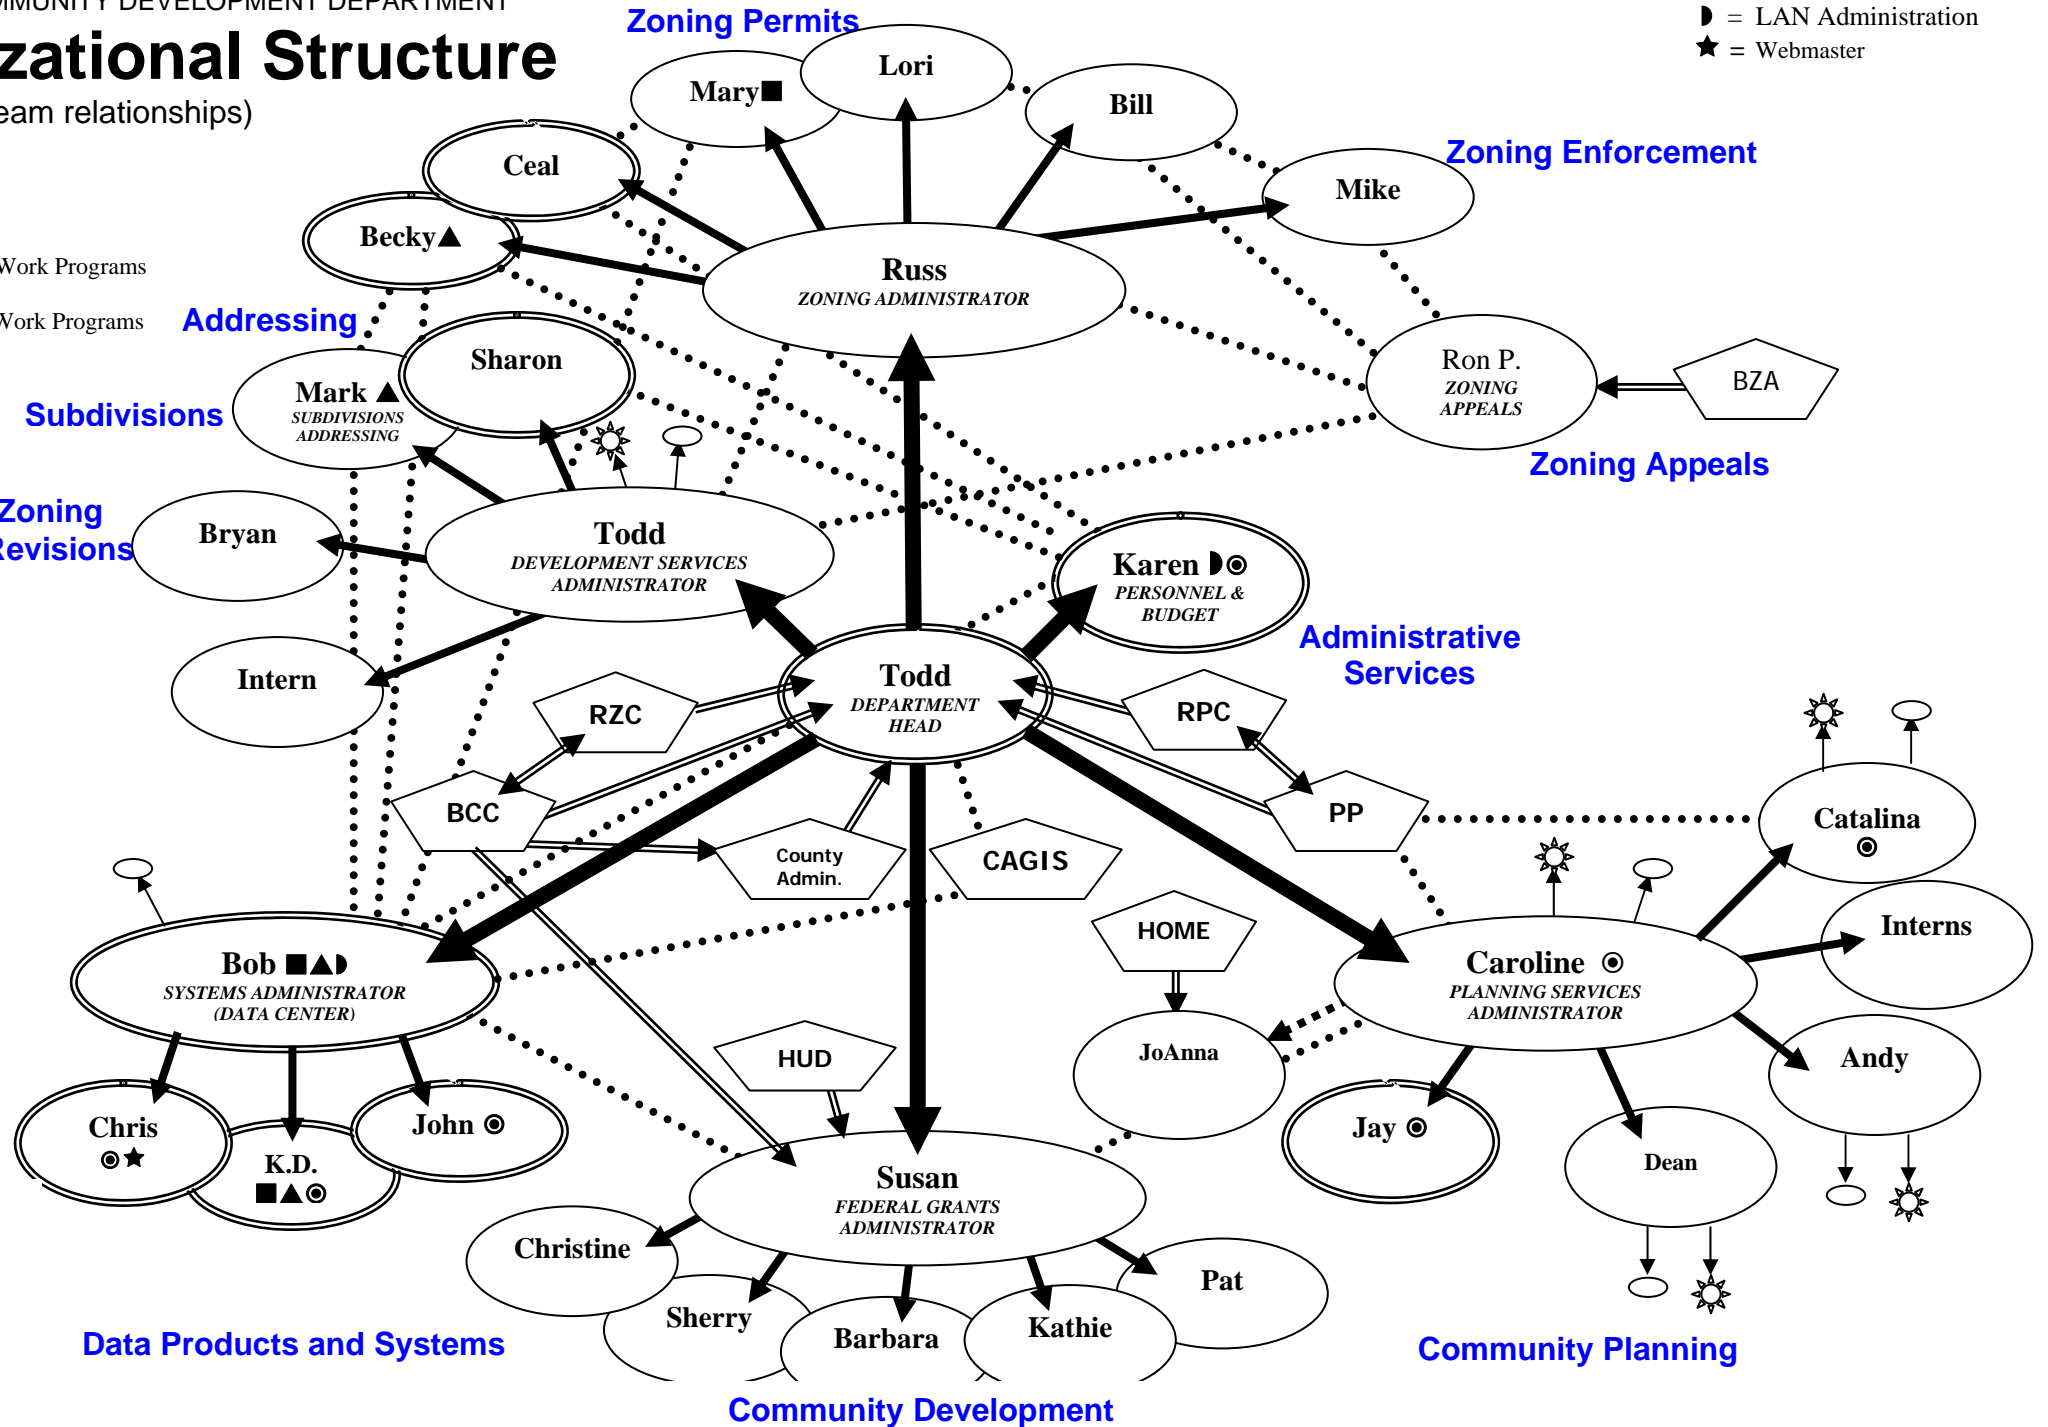 MMUNITY DEVELOPMENT DEPARTMENT
zational Structure
eam relationships)
= LAN Administration
= Webmaster
Work Programs
Work Programs
Zoning Permits
Mary
Lori
Bill
Zoning Enforcement
Mike
Ceal
Becky
Russ
ZONING ADMINISTRATOR
Addressing
Sharon
Mark
SUBDIVISIONS
ADDRESSING
Subdivisions
Ron P.
ZONING
APPEALS
BZA
Zoning Appeals
Zoning
Revisions
Bryan
Todd
DEVELOPMENT SERVICES
ADMINISTRATOR
Karen
PERSONNEL &
BUDGET
Administrative
Services
Intern
Todd
DEPARTMENT
HEAD
RZC
RPC
BCC
PP
County
Admin.
CAGIS
Catalina
HOME
Interns
Bob
SYSTEMS ADMINISTRATOR
(DATA CENTER)
Caroline
PLANNING SERVICES
ADMINISTRATOR
HUD
JoAnna
Andy
Chris
K.D.
John
Jay
Dean
Susan
FEDERAL GRANTS
ADMINISTRATOR
Christine
Sherry
Barbara
Kathie
Pat
Data Products and Systems
Community Planning
Community Development